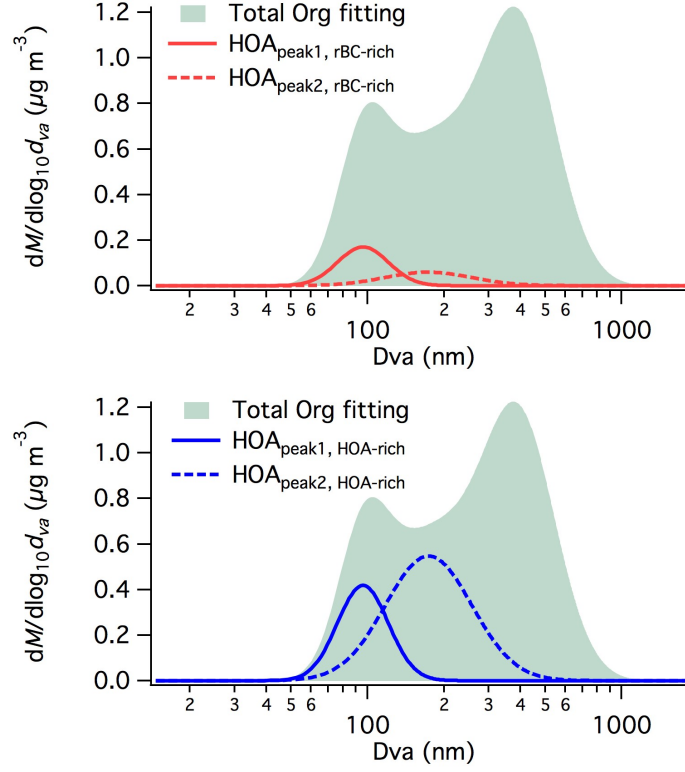 Total Org fitting
HOApeak1, rBC-rich
HOApeak2, rBC-rich
dM/dlog10dva (µg m-3)
1.2
1.0
0.8
0.6
0.4
0.2
0.0
2 3 4 5 6 100 2 3 4 5 6 1000
Dva (nm)
Total Org fitting
HOApeak1, HOA-rich
HOApeak2, HOA-rich
dM/dlog10dva (µg m-3)
1.2
1.0
0.8
0.6
0.4
0.2
0.0
2 3 4 5 6 100 2 3 4 5 6 1000
Dva (nm)